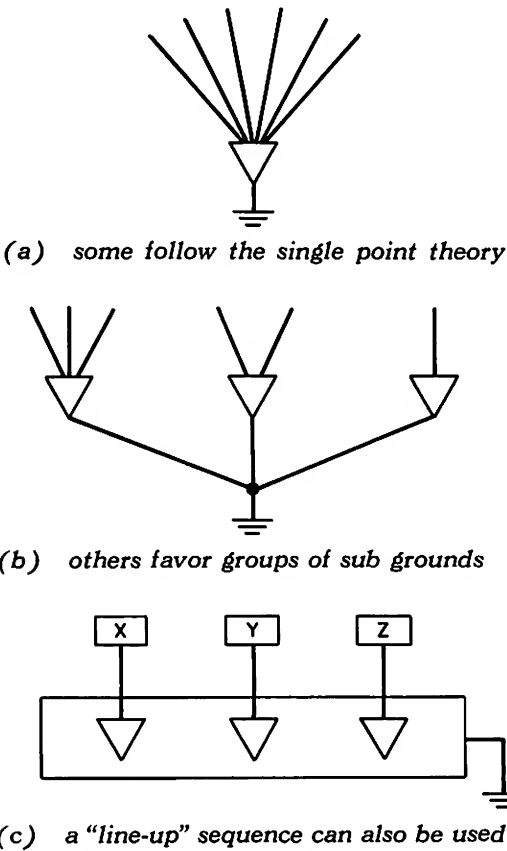 (a) some follow the single point theory
(b) others favor groups of sub grounds
X Y Z
(c) a “line-up” sequence can also be used